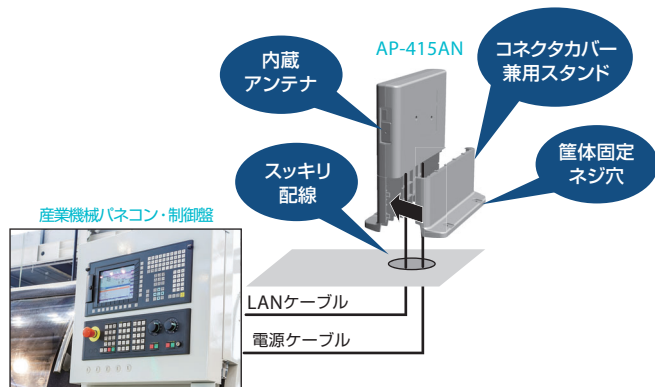 内蔵
アンテナ
AP-415AN
コネクタカバー
兼用スタンド
スッキリ
配線
筐体固定
ネジ穴
産業機械パネコン・制御盤
LANケーブル
電源ケーブル